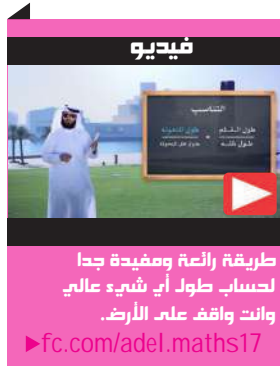 فيديو
التناسب
طول القلم
طول ظله
=
طول النخلة
طريقة رائعة ومفيدة جدا
لحساب طول أي شيء عالي
وانت واقف على الأرض.
fc.com/adel.maths17